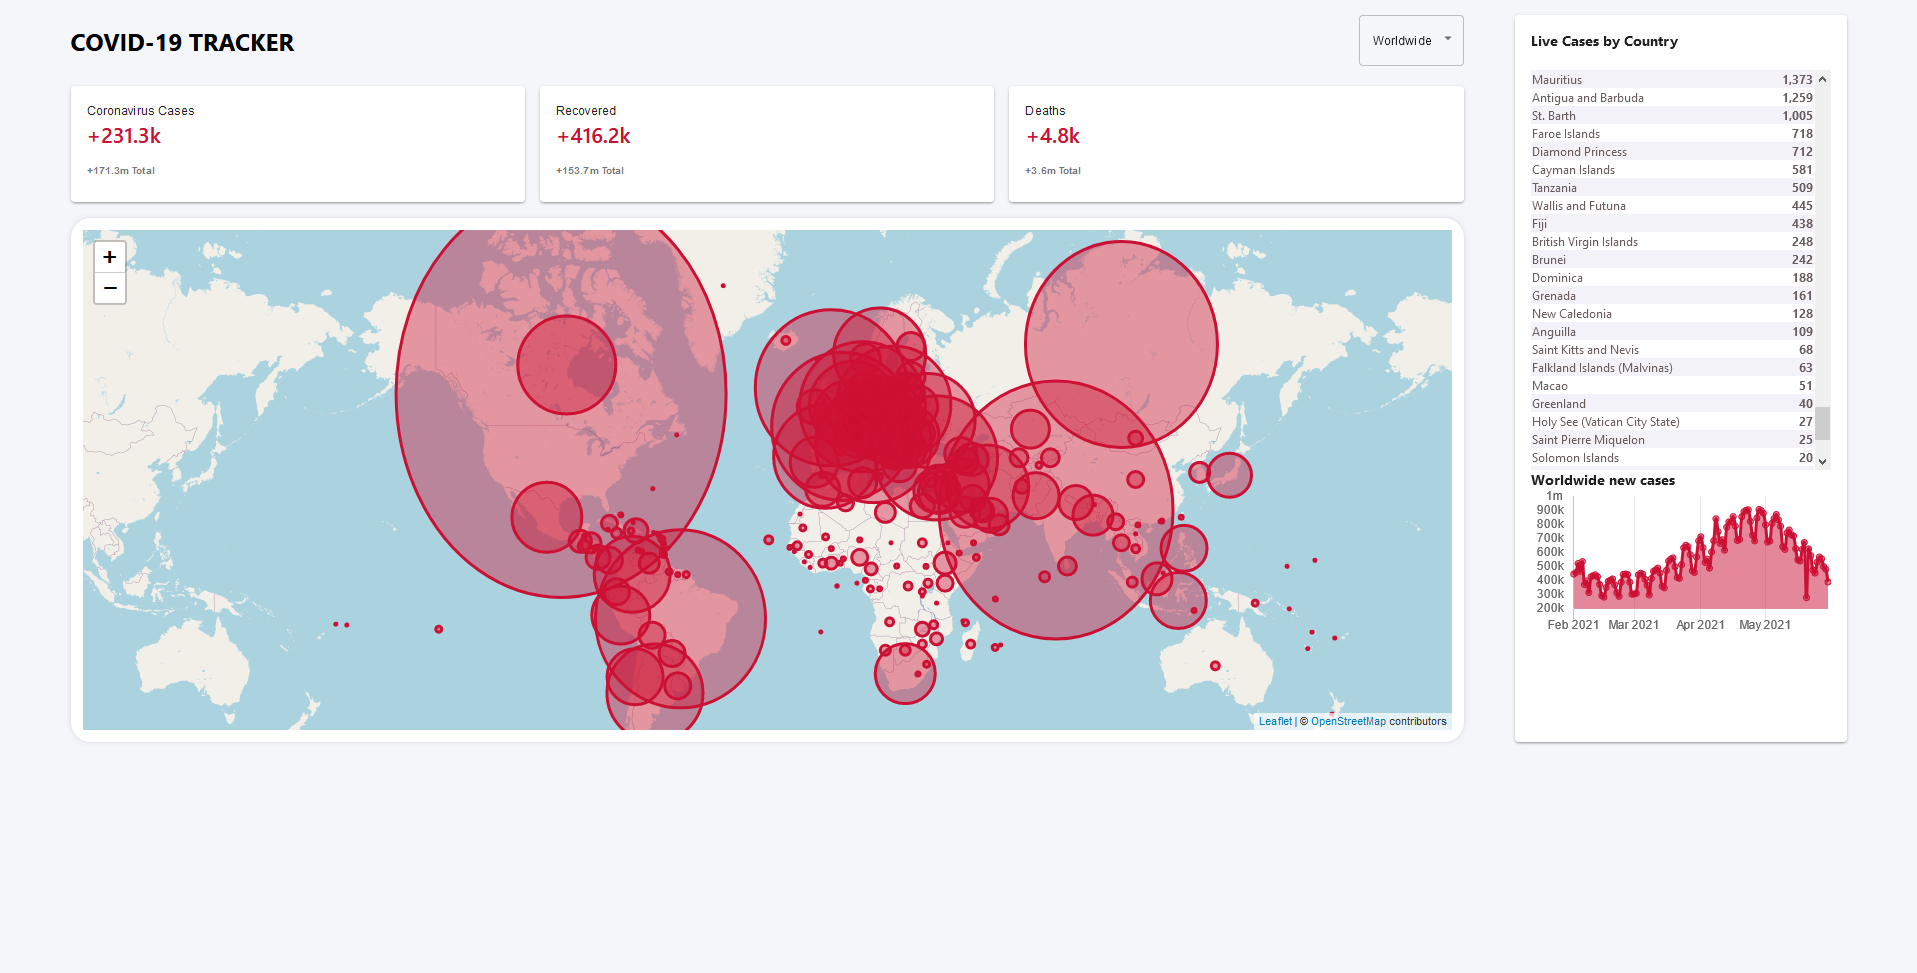 COVID-19 TRACKER
Worldwide
Coronavirus Cases
+231.3k
+171.3m Total
Recovered
+416.2k
+153.7m Total
Deaths
+4.8k
+3.6m Total
+
−
Leaflet | © OpenStreetMap contributors
Live Cases by Country
Mauritius 1,373
Antigua and Barbuda 1,259
St. Barth 1,005
Faroe Islands 718
Diamond Princess 712
Cayman Islands 581
Tanzania 509
Wallis and Futuna 445
Fiji 438
British Virgin Islands 248
Brunei 242
Dominica 188
Grenada 161
New Caledonia 128
Anguilla 109
Saint Kitts and Nevis 68
Falkland Islands (Malvinas) 63
Macao 51
Greenland 40
Holy See (Vatican City State) 27
Saint Pierre Miquelon 25
Solomon Islands 20
Worldwide new cases
1m
900k
800k
700k
600k
500k
400k
300k
200k
Feb 2021 Mar 2021 Apr 2021 May 2021